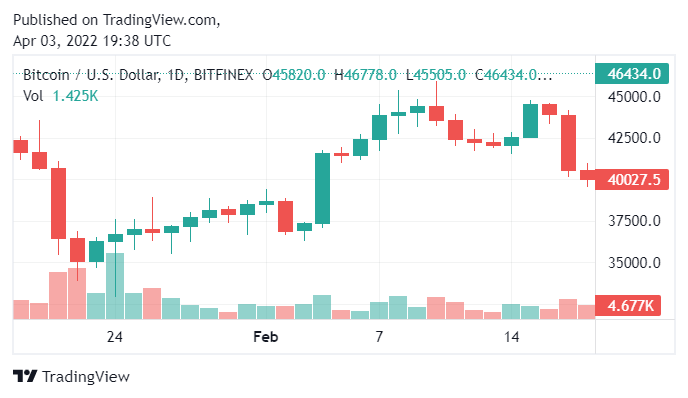 Published on TradingView.com,
Apr 03, 2022 19:38 UTC
Bitcoin / U.S. Dollar, 1D, BITFINEX O45820.0 H46778.0 L45505.0 C46434.0...
Vol 1.425K
46434.0
45000.0
42500.0
40027.5
37500.0
35000.0
4.677K
24 Feb 7 14
TradingView